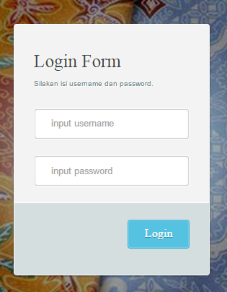 Login Form
Silakan isi username dan password.
input username
input password
Login